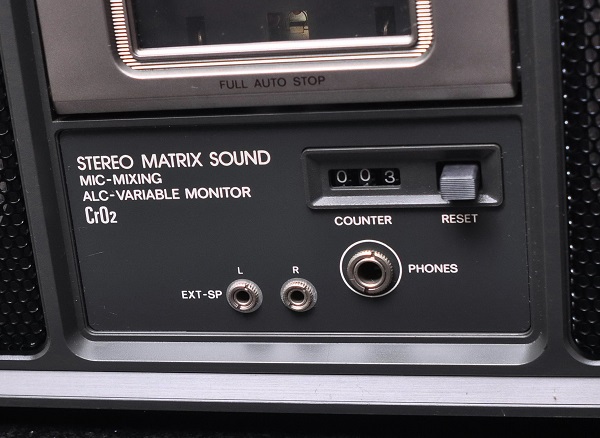 FULL AUTO STOP
STEREO MATRIX SOUND
MIC-MIXING
ALC-VARIABLE MONITOR
CrO2
003
COUNTER
RESET
L
R
EXT-SP
PHONES